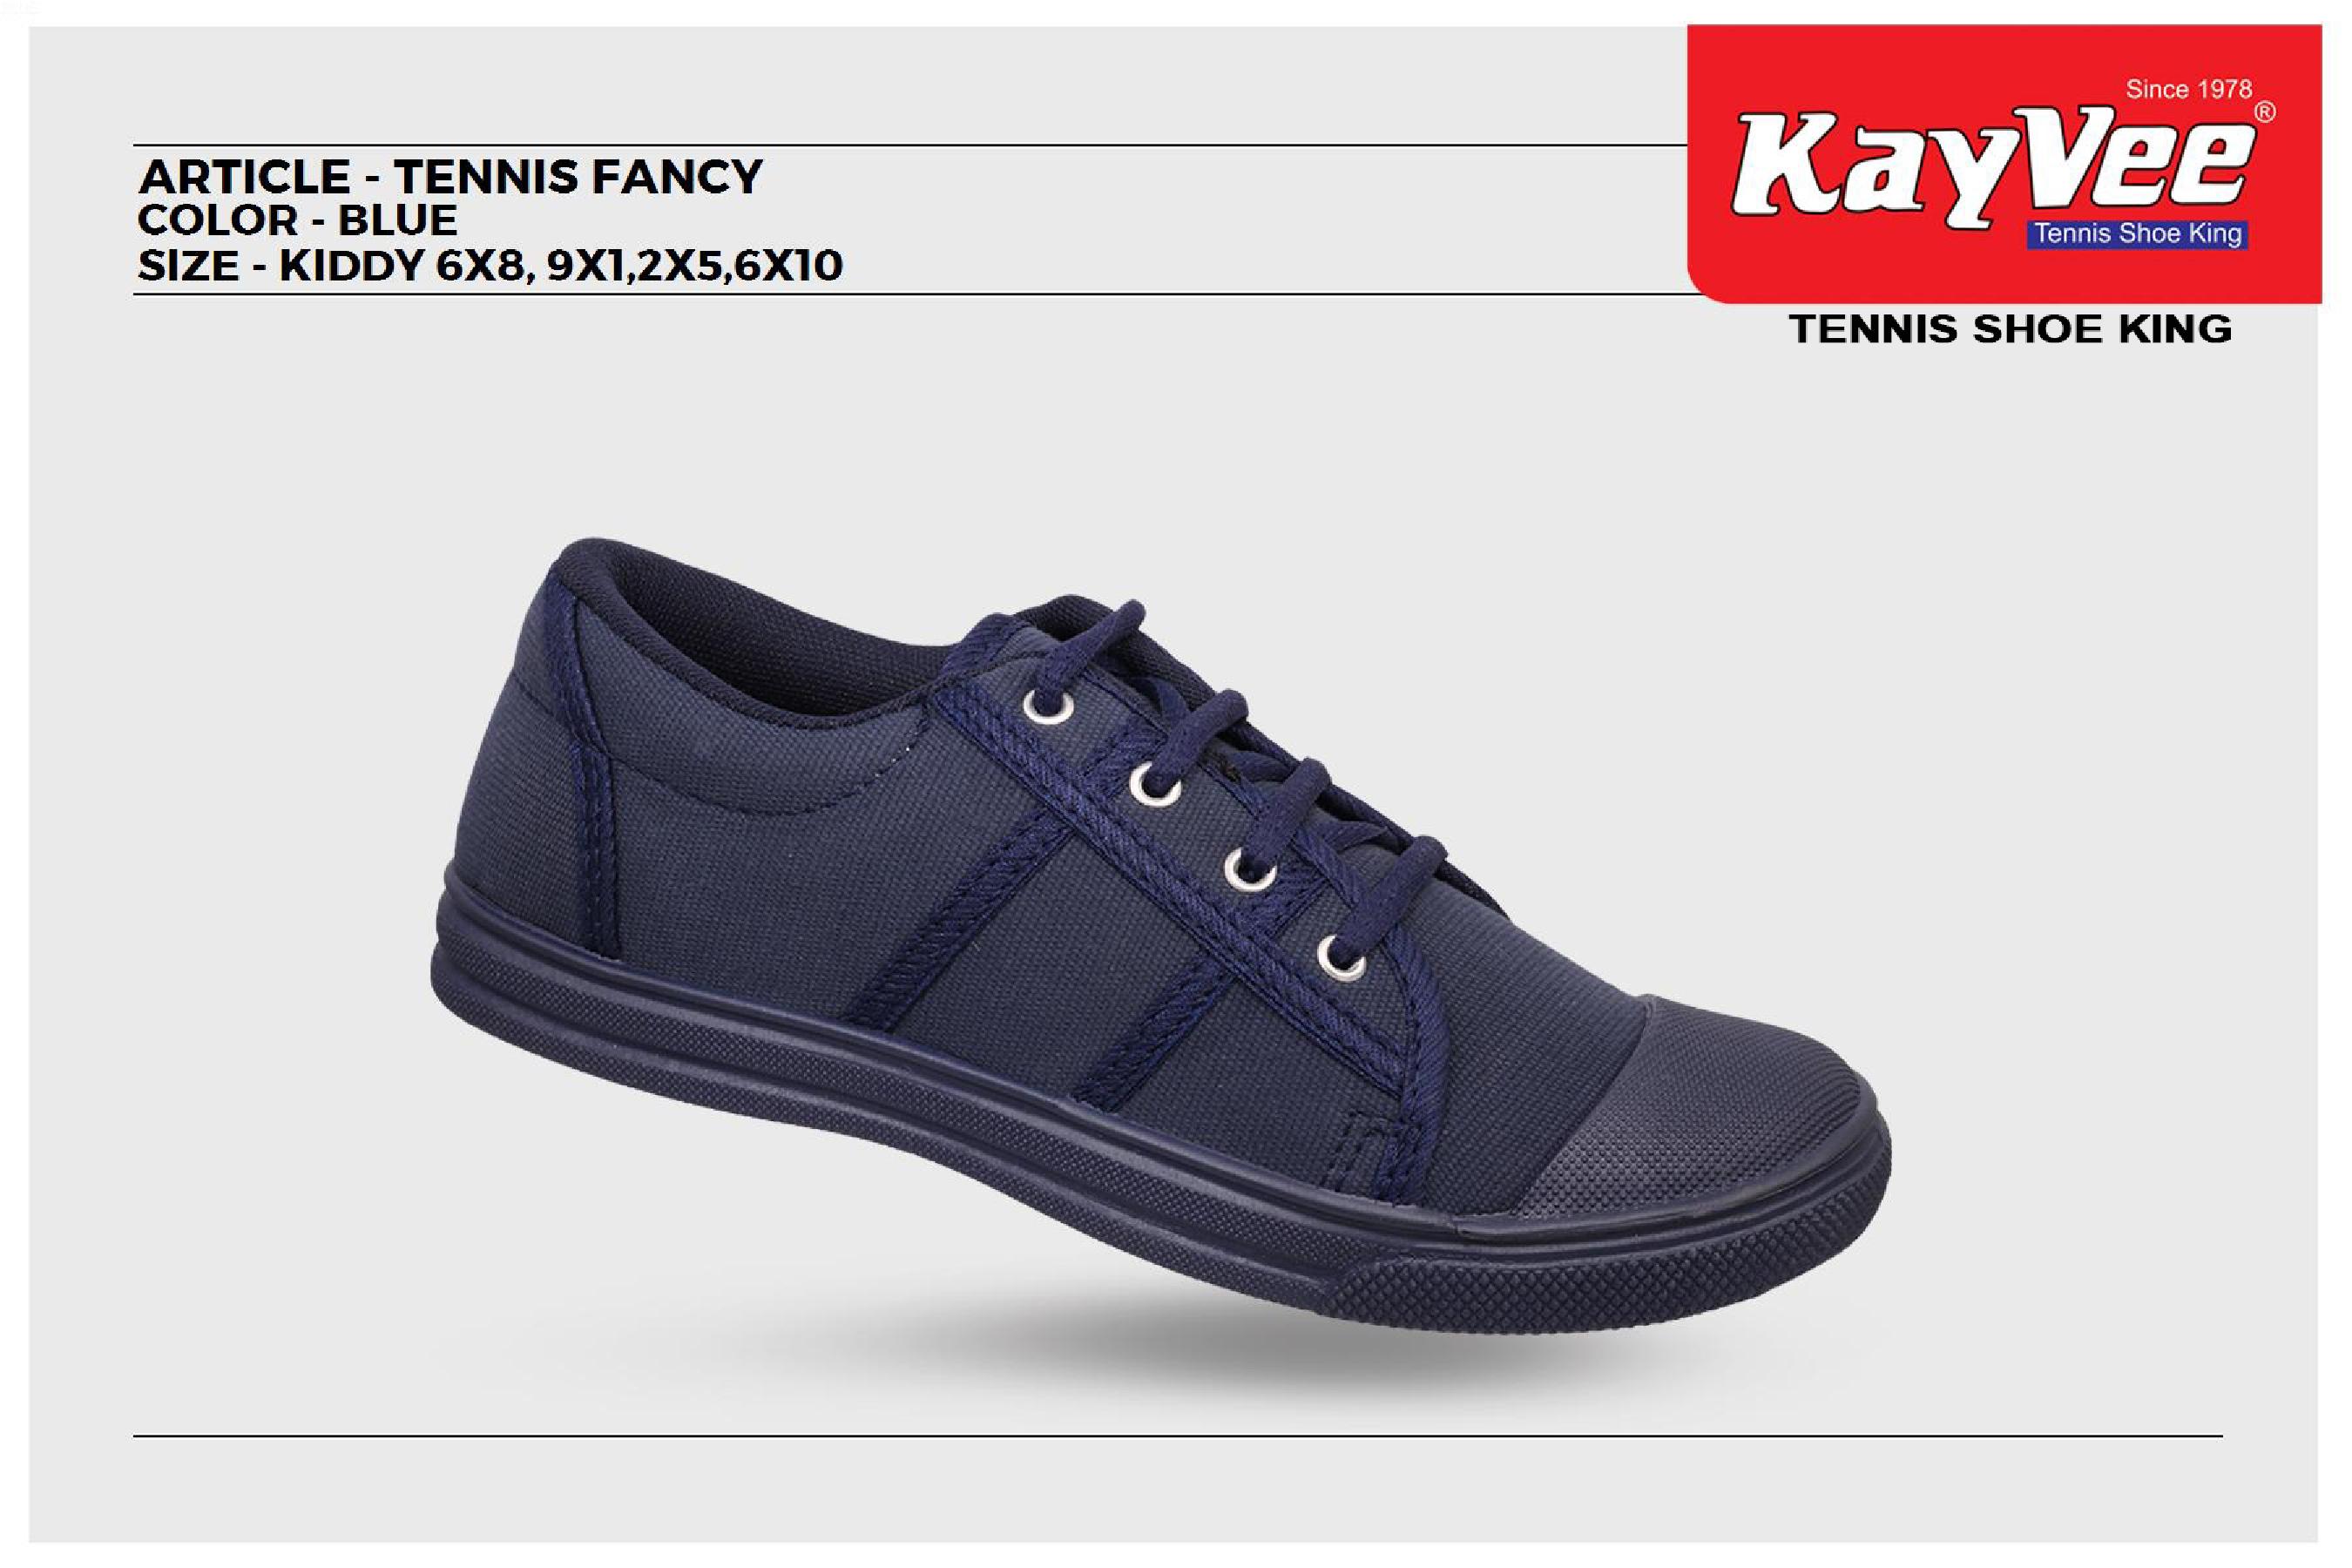 ARTICLE - TENNIS FANCY
COLOR - BLUE
SIZE - KIDDY 6X8, 9X1,2X5,6X10
Since 1978
KayVee®
Tennis Shoe King
TENNIS SHOE KING